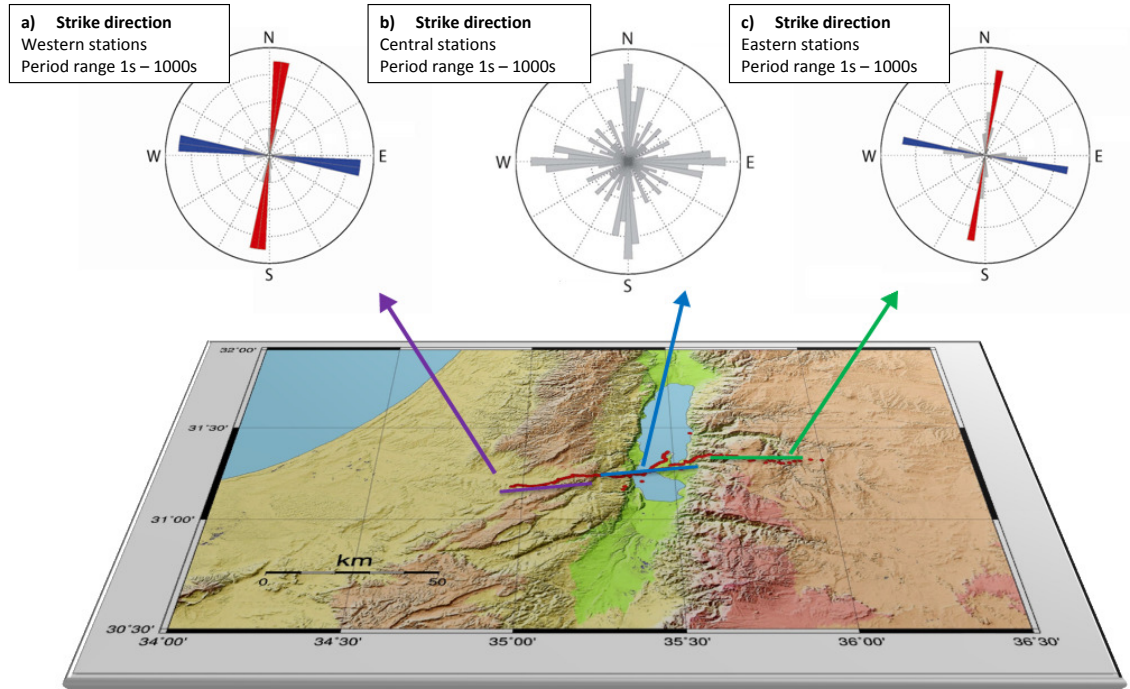 a) Strike direction
Western stations
Period range 1s – 1000s
b) Strike direction
Central stations
Period range 1s – 1000s
c) Strike direction
Eastern stations
Period range 1s – 1000s
N
W
E
S
N
W
E
S
N
W
E
S
32°00'
31°30'
31°00'
30°30'
km
0
50
34°00'
34°30'
35°00'
35°30'
36°00'
36°30'